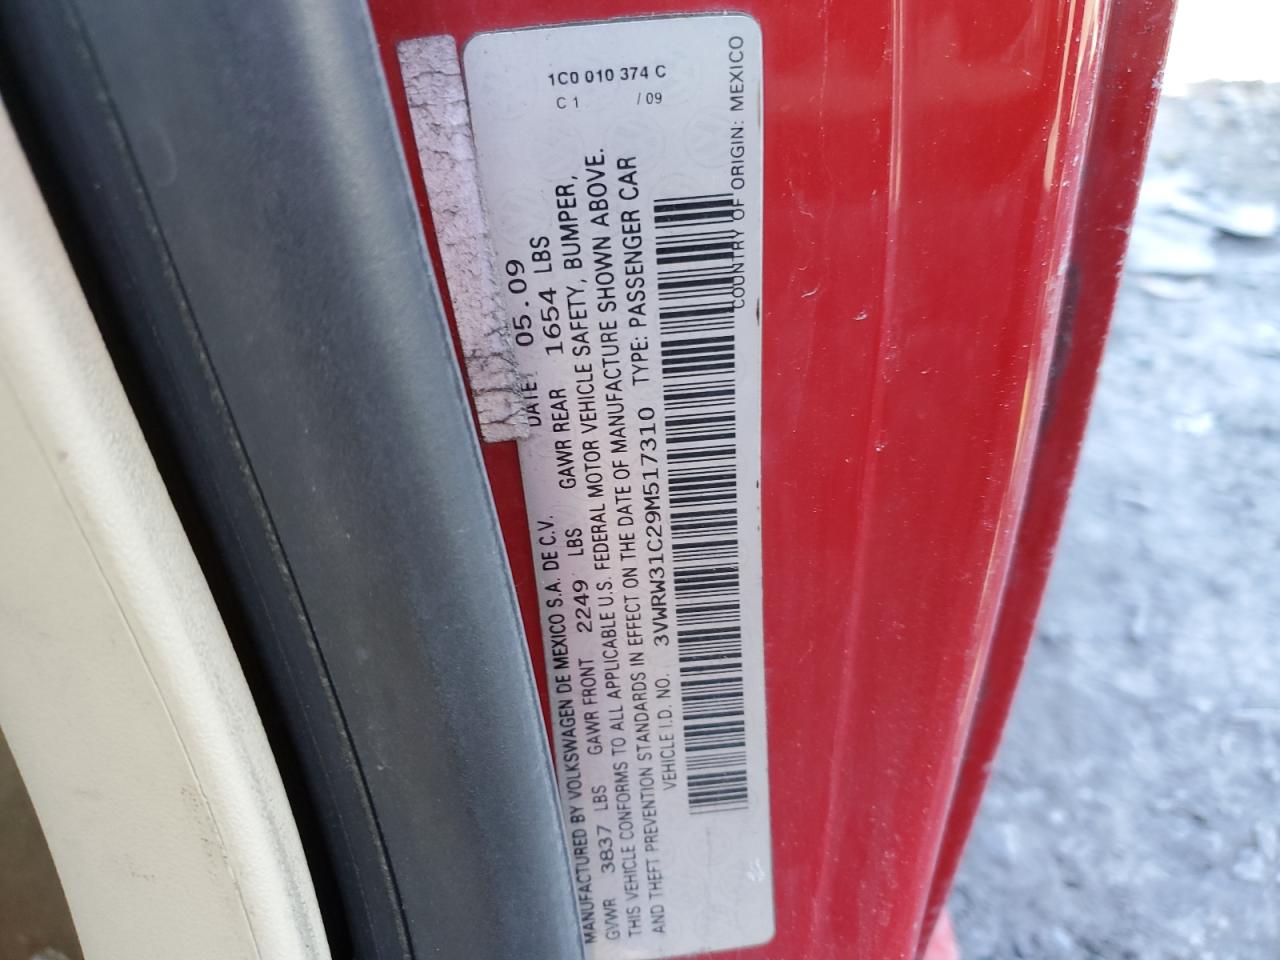 1C0 010 374 C
C 1 / 09
MANUFACTURED BY VOLKSWAGEN DE MEXICO S.A. DE C.V. DATE: 05.09
GVWR 3837 LBS GAWR FRONT 2249 LBS GAWR REAR 1654 LBS
THIS VEHICLE CONFORMS TO ALL APPLICABLE U.S. FEDERAL MOTOR VEHICLE SAFETY, BUMPER,
AND THEFT PREVENTION STANDARDS IN EFFECT ON THE DATE OF MANUFACTURE SHOWN ABOVE.
VEHICLE I.D. NO. 3VWRW31C29M517310 TYPE: PASSENGER CAR
COUNTRY OF ORIGIN: MEXICO